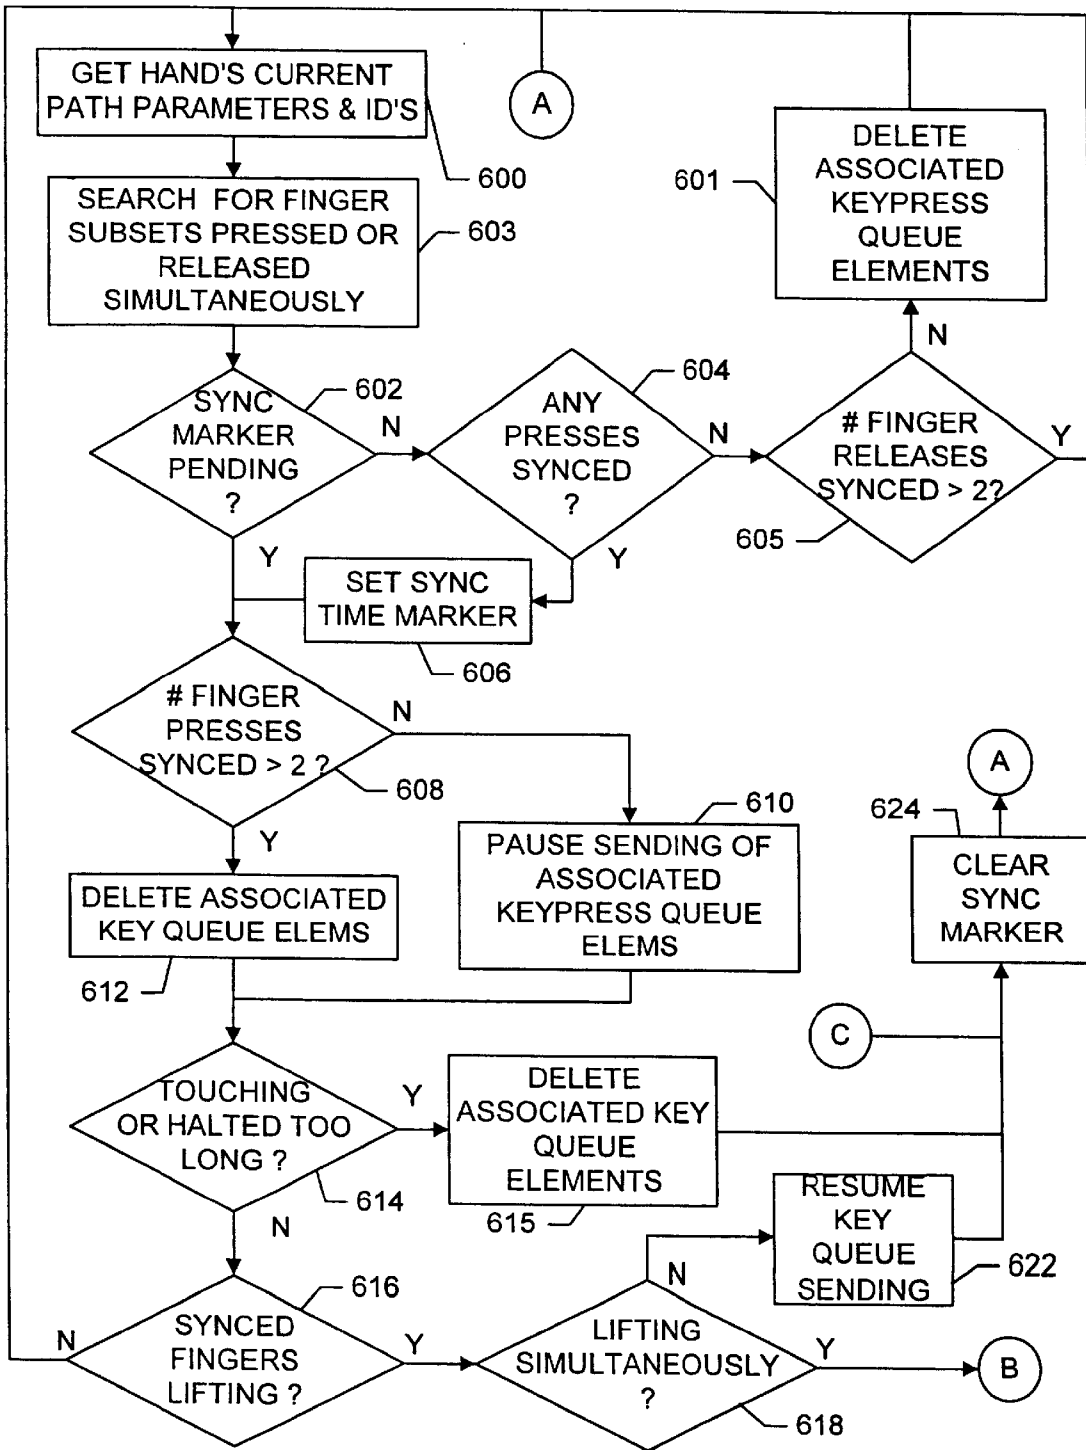 GET HAND'S CURRENT
PATH PARAMETERS & ID'S
600
A
DELETE
ASSOCIATED
KEYPRESS
QUEUE
ELEMENTS
601
SEARCH FOR FINGER
SUBSETS PRESSED OR
RELEASED
SIMULTANEOUSLY
603
SYNC
MARKER
PENDING
?
602
N
Y
ANY
PRESSES
SYNCED
?
604
N
Y
# FINGER
RELEASES
SYNCED > 2?
605
N
Y
SET SYNC
TIME MARKER
606
# FINGER
PRESSES
SYNCED > 2 ?
608
N
Y
PAUSE SENDING OF
ASSOCIATED
KEYPRESS QUEUE
ELEMS
610
DELETE ASSOCIATED
KEY QUEUE ELEMS
612
A
624
CLEAR
SYNC
MARKER
C
TOUCHING
OR HALTED TOO
LONG ?
614
Y
N
DELETE
ASSOCIATED KEY
QUEUE
ELEMENTS
615
RESUME
KEY
QUEUE
SENDING
622
SYNCED
FINGERS
LIFTING ?
616
N
Y
LIFTING
SIMULTANEOUSLY
?
618
N
Y
B